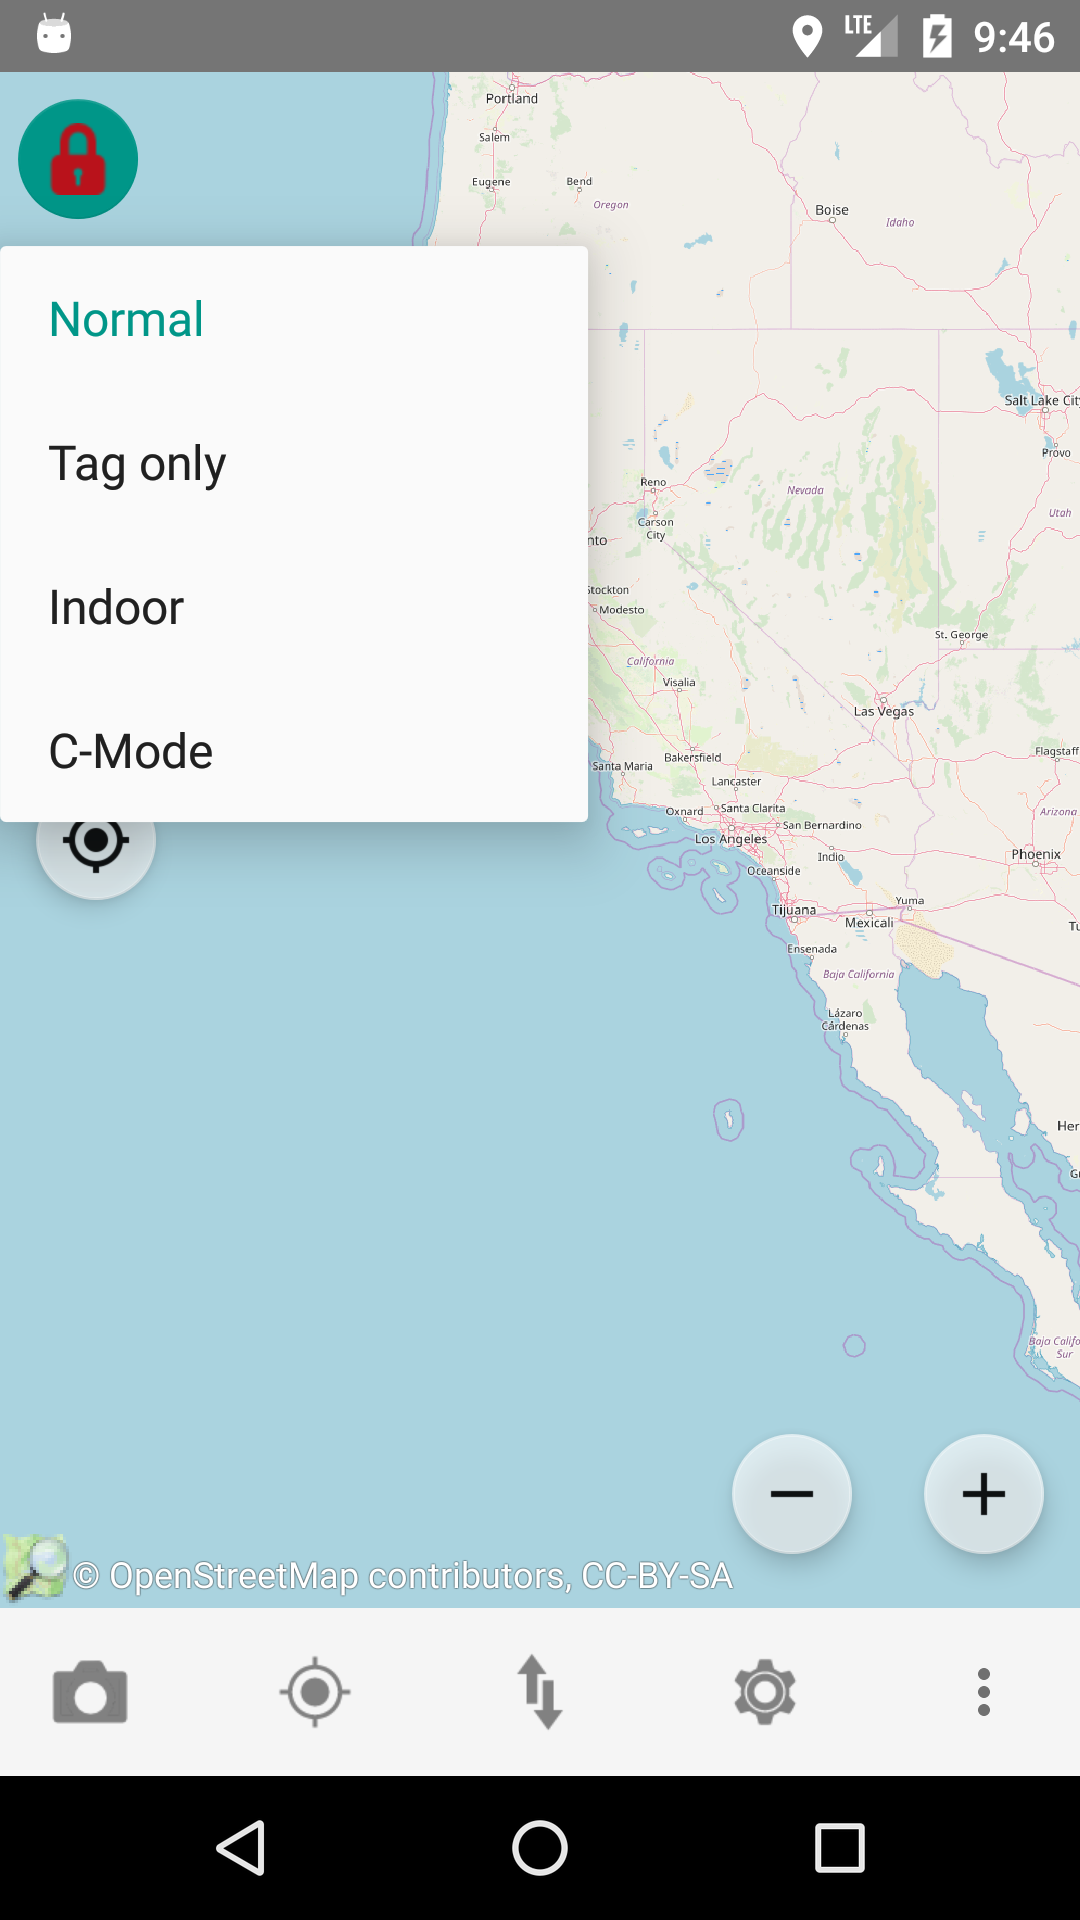 LTE 9:46
Portland
Salem
Eugene
Bend
Oregon
Boise
Idaho
Normal
Salt Lake City
Provo
Tag only
Reno
Nevada
Carson
City
Utah
nto
Stockton
Modesto
Indoor
St. George
California
Visalia
Las Vegas
C-Mode
Flagstaff
Bakersfield
Santa Maria
Lancaster
Oxnard
Santa Clarita
Arizona
San Bernardino
Los Angeles
Indio
Phoenix
Oceanside
Yuma
Tijuana
Mexicali
Tu
Ensenada
Baja California
Lázaro
Cárdenas
Her
Gu
Baja Califo
Sur
© OpenStreetMap contributors, CC-BY-SA